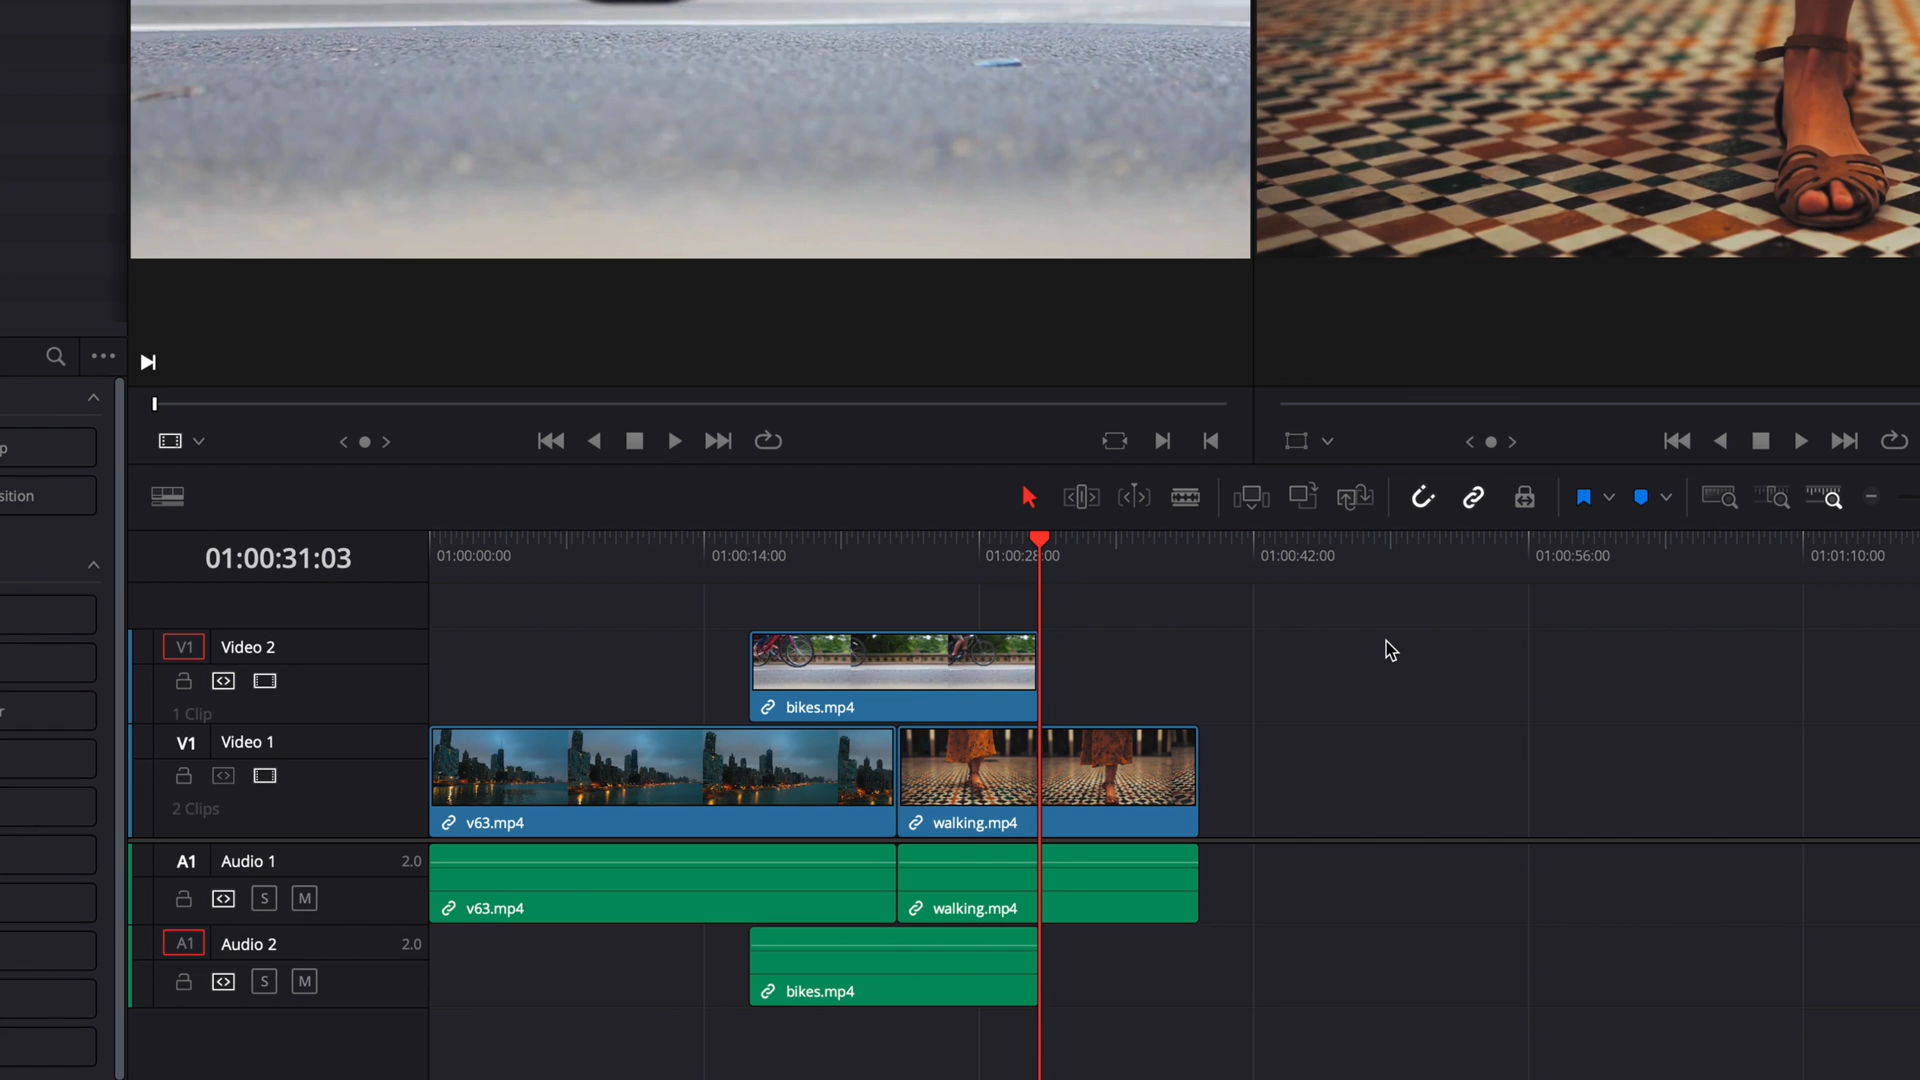 p
sition
r
01:00:31:03
01:00:00:00
01:00:14:00
01:00:28:00
01:00:42:00
01:00:56:00
01:01:10:00
V1
Video 2
1 Clip
bikes.mp4
V1
Video 1
2 Clips
v63.mp4
walking.mp4
A1
Audio 1
2.0
S
M
v63.mp4
walking.mp4
A1
Audio 2
2.0
S
M
bikes.mp4